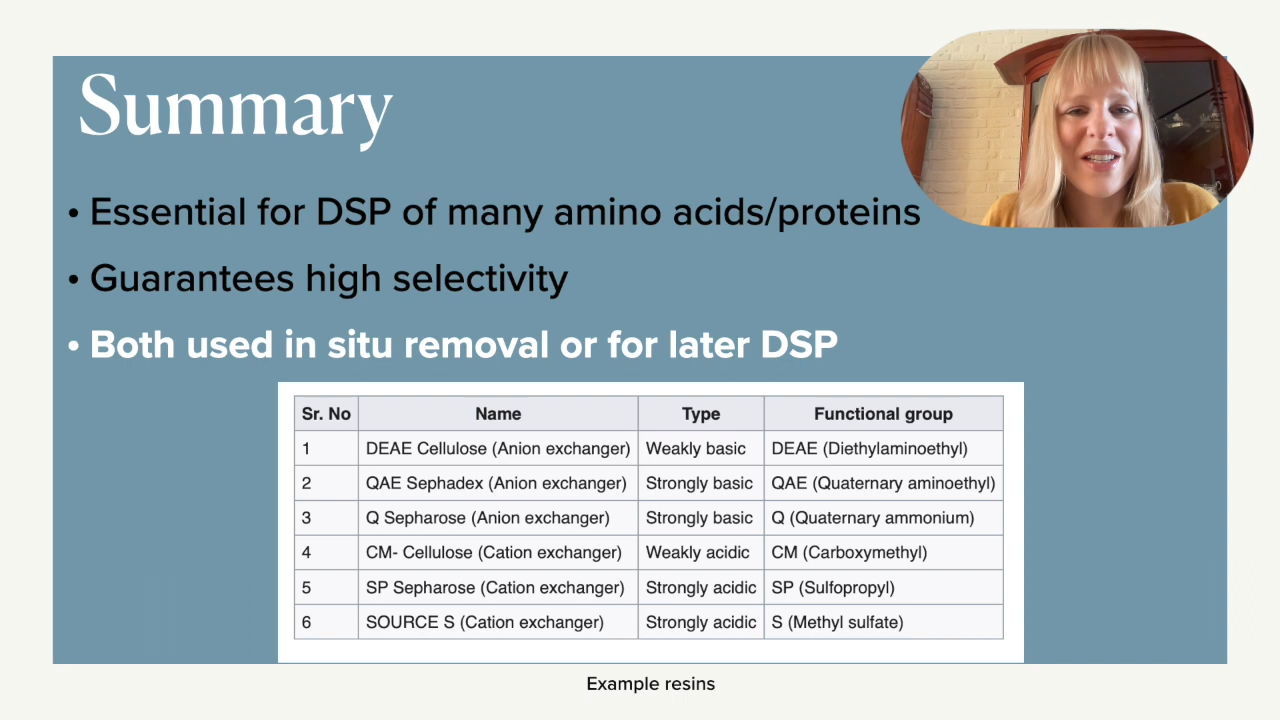 Summary
• Essential for DSP of many amino acids/proteins
• Guarantees high selectivity
• Both used in situ removal or for later DSP
Sr. No Name Type Functional group
1 DEAE Cellulose (Anion exchanger) Weakly basic DEAE (Diethylaminoethyl)
2 QAE Sephadex (Anion exchanger) Strongly basic QAE (Quaternary aminoethyl)
3 Q Sepharose (Anion exchanger) Strongly basic Q (Quaternary ammonium)
4 CM- Cellulose (Cation exchanger) Weakly acidic CM (Carboxymethyl)
5 SP Sepharose (Cation exchanger) Strongly acidic SP (Sulfopropyl)
6 SOURCE S (Cation exchanger) Strongly acidic S (Methyl sulfate)
Example resins